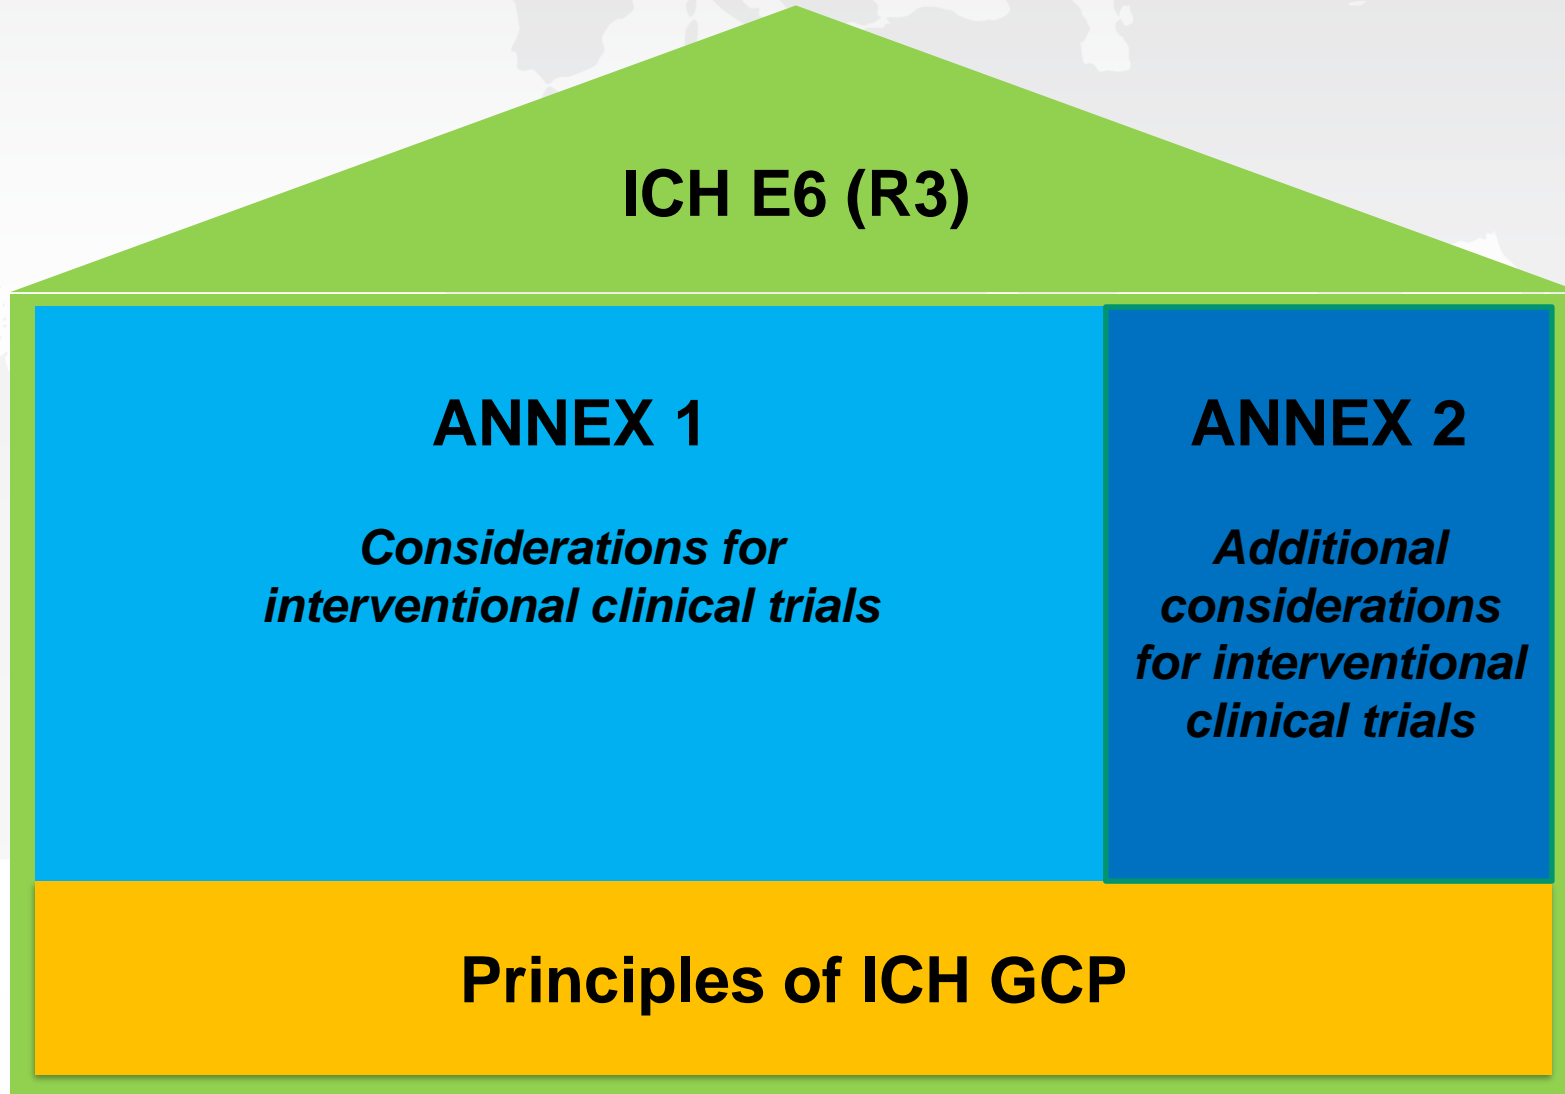 ICH E6 (R3)
ANNEX 1
Considerations for
interventional clinical trials
ANNEX 2
Additional
considerations
for interventional
clinical trials
Principles of ICH GCP